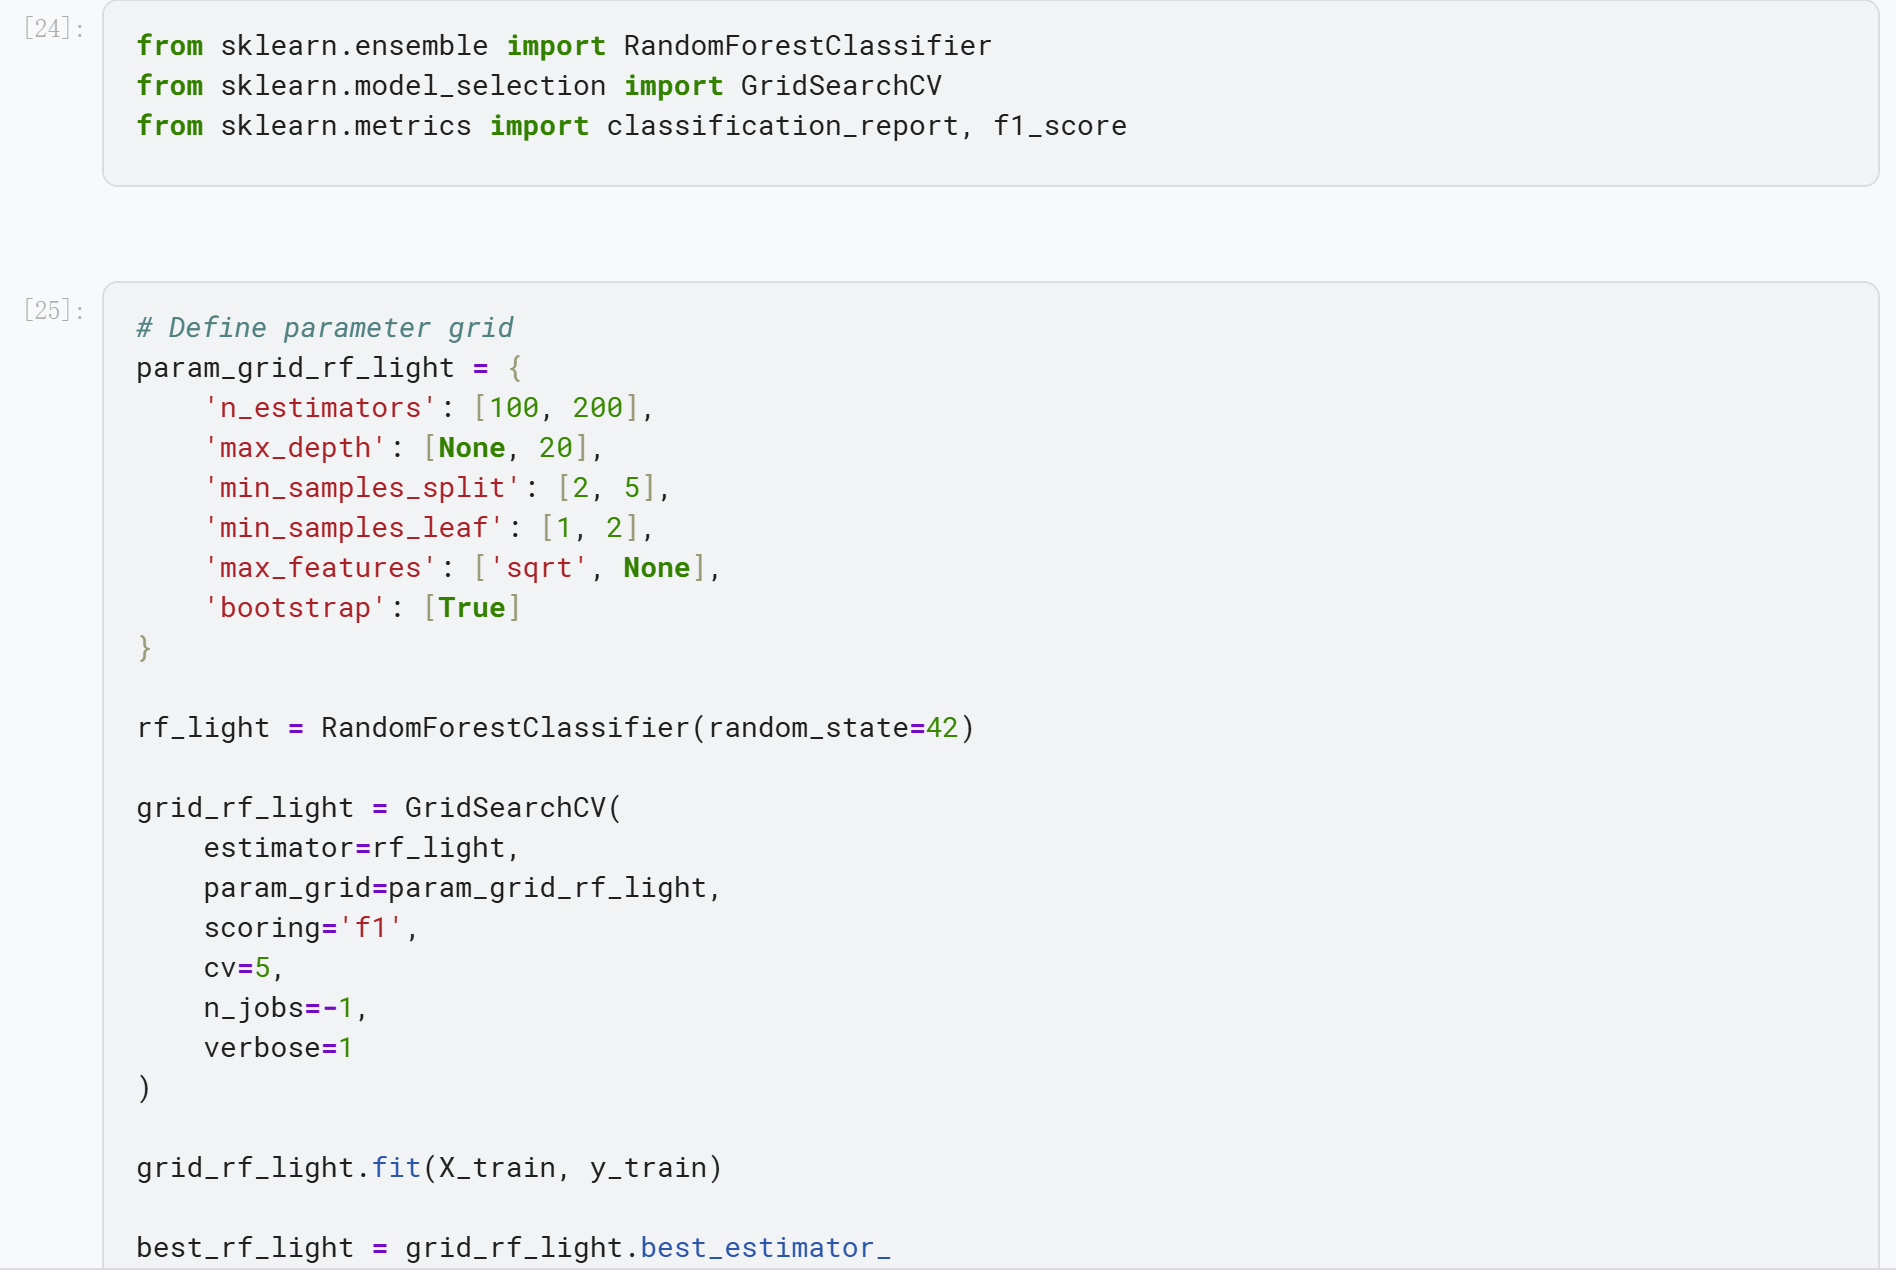 [24]:
from sklearn.ensemble import RandomForestClassifier
from sklearn.model_selection import GridSearchCV
from sklearn.metrics import classification_report, f1_score
[25]:
# Define parameter grid
param_grid_rf_light = {
    'n_estimators': [100, 200],
    'max_depth': [None, 20],
    'min_samples_split': [2, 5],
    'min_samples_leaf': [1, 2],
    'max_features': ['sqrt', None],
    'bootstrap': [True]
}
rf_light = RandomForestClassifier(random_state=42)
grid_rf_light = GridSearchCV(
    estimator=rf_light,
    param_grid=param_grid_rf_light,
    scoring='f1',
    cv=5,
    n_jobs=-1,
    verbose=1
)
grid_rf_light.fit(X_train, y_train)
best_rf_light = grid_rf_light.best_estimator_